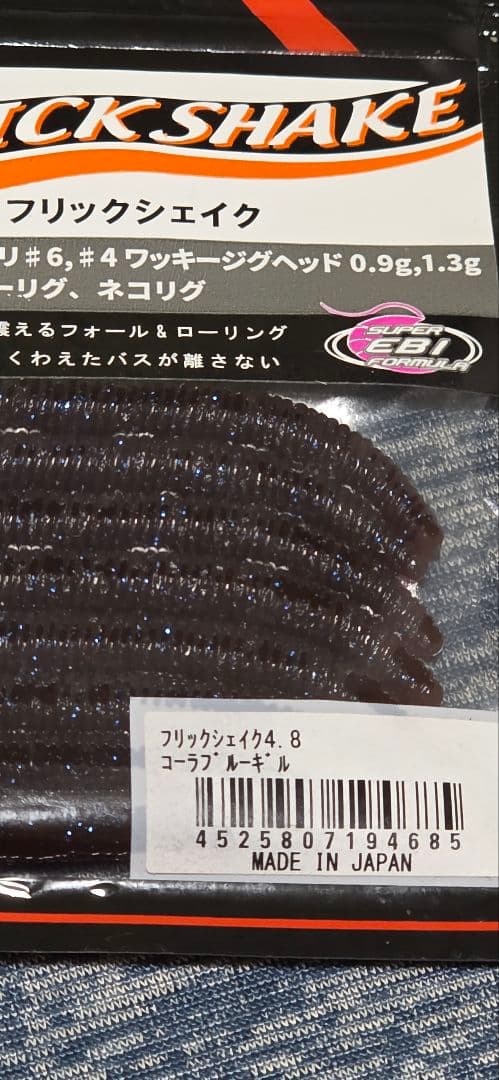 ICK SHAKE
フリックシェイク
リ♯6,♯4 ワッキージグヘッド 0.9g,1.3g
ーリグ、ネコリグ
震えるフォール & ローリング
くわえたバスが離さない
SUPER
EBI
FORMULA
フリックシェイク4.8
コーラブルーギル
4525807194685
MADE IN JAPAN